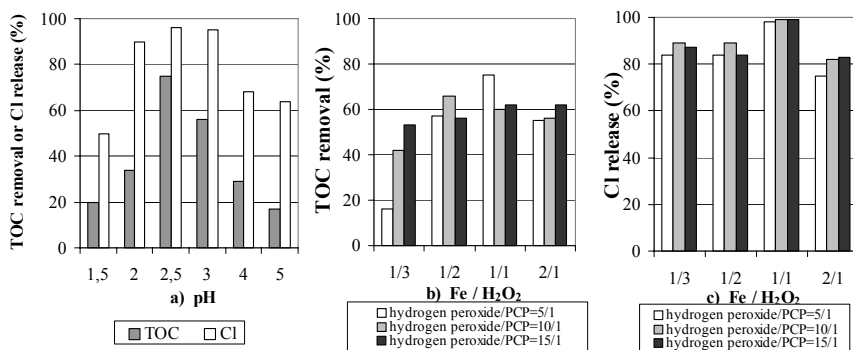 TOC removal or Cl release (%)
100
80
60
40
20
0
1,5 2 2,5 3 4 5
a) pH
TOC Cl
TOC removal (%)
100
80
60
40
20
0
1/3 1/2 1/1 2/1
b) Fe / H₂O₂
hydrogen peroxide/PCP=5/1
hydrogen peroxide/PCP=10/1
hydrogen peroxide/PCP=15/1
Cl release (%)
100
80
60
40
20
0
1/3 1/2 1/1 2/1
c) Fe / H₂O₂
hydrogen peroxide/PCP=5/1
hydrogen peroxide/PCP=10/1
hydrogen peroxide/PCP=15/1